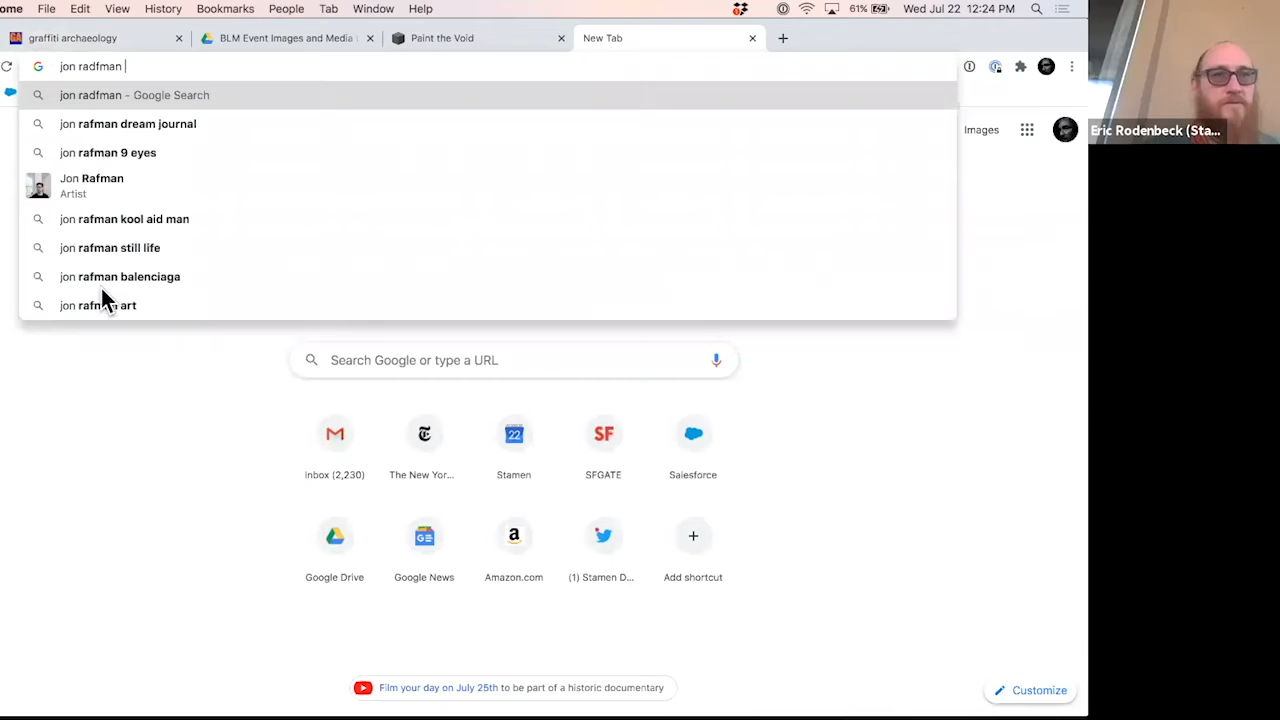 ome File Edit View History Bookmarks People Tab Window Help 61% Wed Jul 22 12:24 PM
graffiti archaeology BLM Event Images and Media Paint the Void New Tab
jon radfman
jon radfman - Google Search
jon rafman dream journal
jon rafman 9 eyes
Jon Rafman
Artist
jon rafman kool aid man
jon rafman still life
jon rafman balenciaga
jon art
Images
Eric Rodenbeck (Sta...
Search Google or type a URL
Inbox (2,230) The New Yor... Stamen SFGATE Salesforce
Google Drive Google News Amazon.com (1) Stamen D... Add shortcut
Film your day on July 25th to be part of a historic documentary
Customize